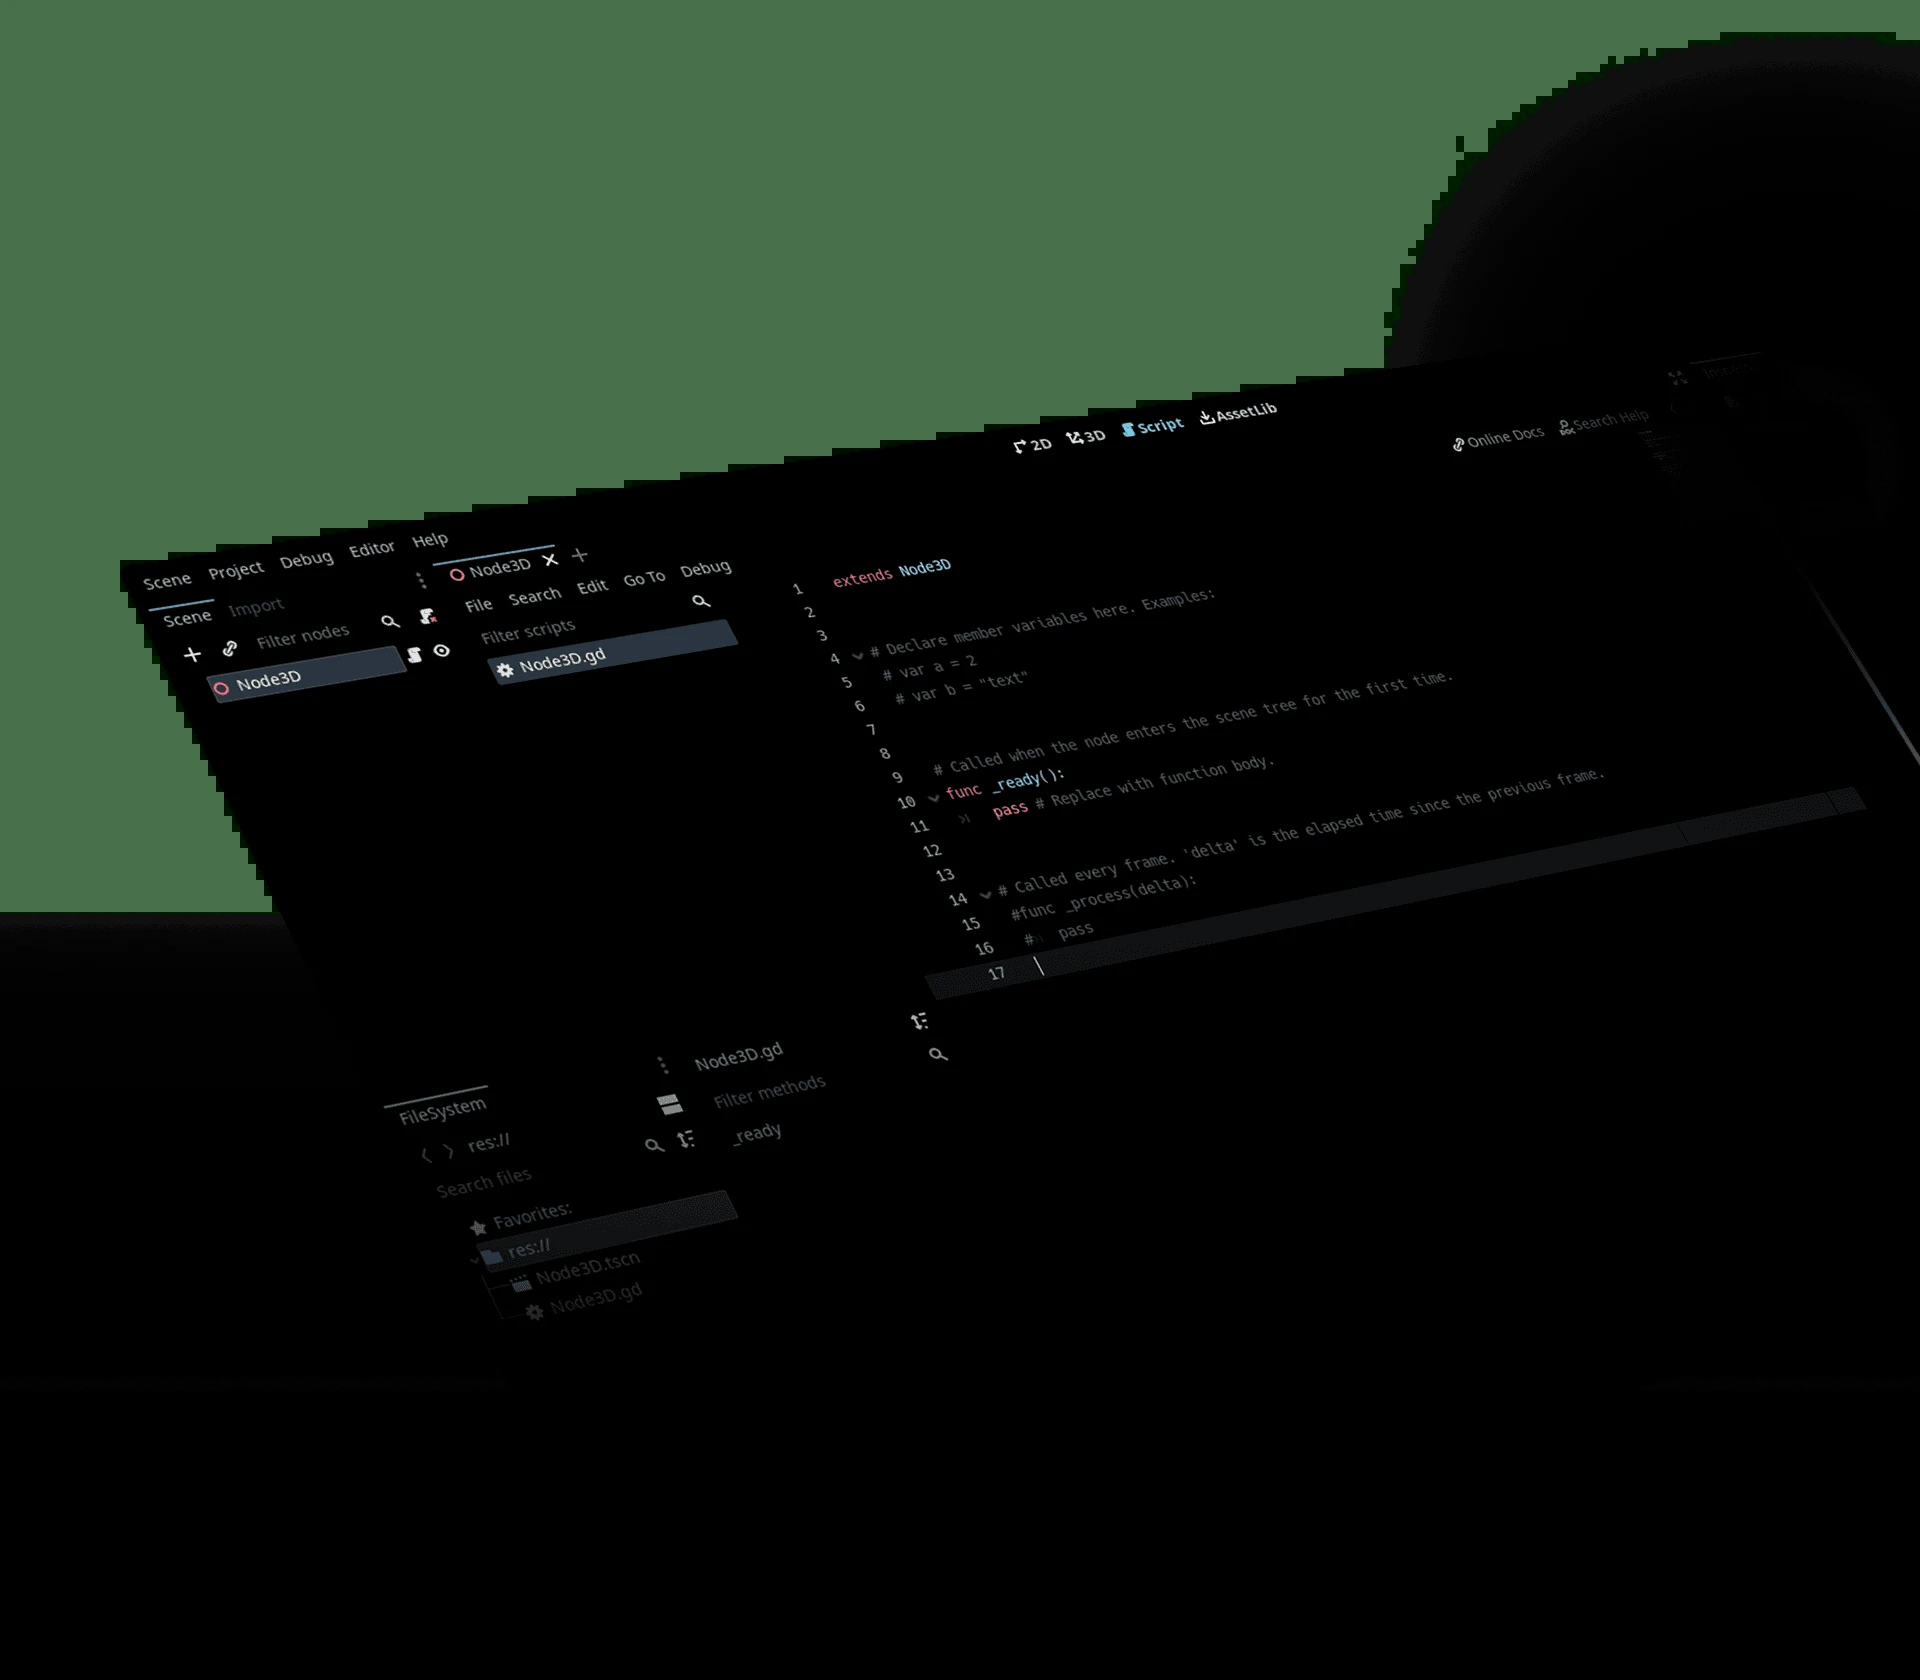 2D 3D Script AssetLib
Online Docs Search Help
Scene Project Debug Editor Help
Scene Import
Filter nodes
Node3D
Node3D
File Search Edit Go To Debug
Filter scripts
Node3D.gd
1 extends Node3D
2
3
4 # Declare member variables here. Examples:
5 # var a = 2
6 # var b = "text"
7
8
9 # Called when the node enters the scene tree for the first time.
10 func _ready():
11 pass # Replace with function body.
12
13
14 # Called every frame. 'delta' is the elapsed time since the previous frame.
15 #func _process(delta):
16 # pass
17
Node3D.gd
Filter methods
_ready
FileSystem
res://
Search files
Favorites:
res://
Node3D.tscn
Node3D.gd